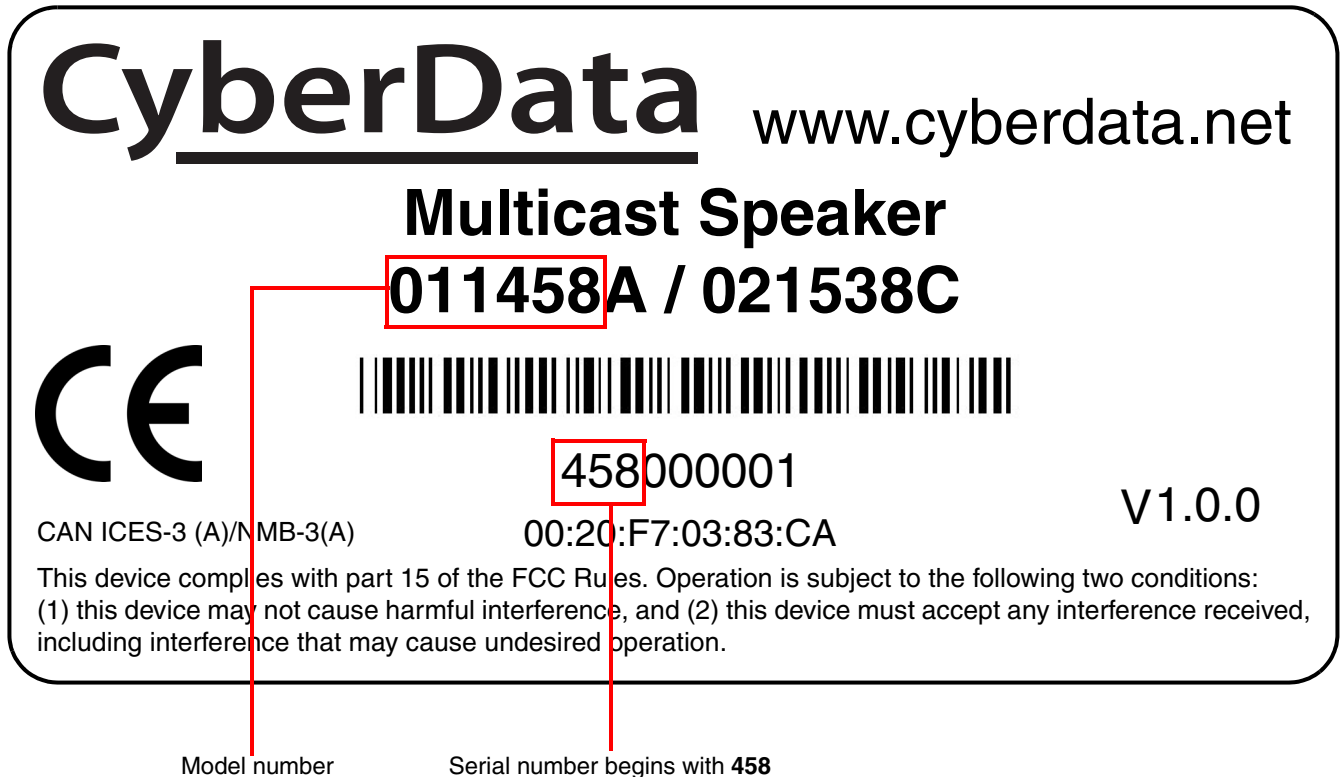 CyberData www.cyberdata.net
Multicast Speaker
011458A / 021538C
CE
458000001
V1.0.0
CAN ICES-3 (A)/NMB-3(A) 00:20:F7:03:83:CA
This device complies with part 15 of the FCC Rules. Operation is subject to the following two conditions:
(1) this device may not cause harmful interference, and (2) this device must accept any interference received,
including interference that may cause undesired operation.
Model number Serial number begins with 458